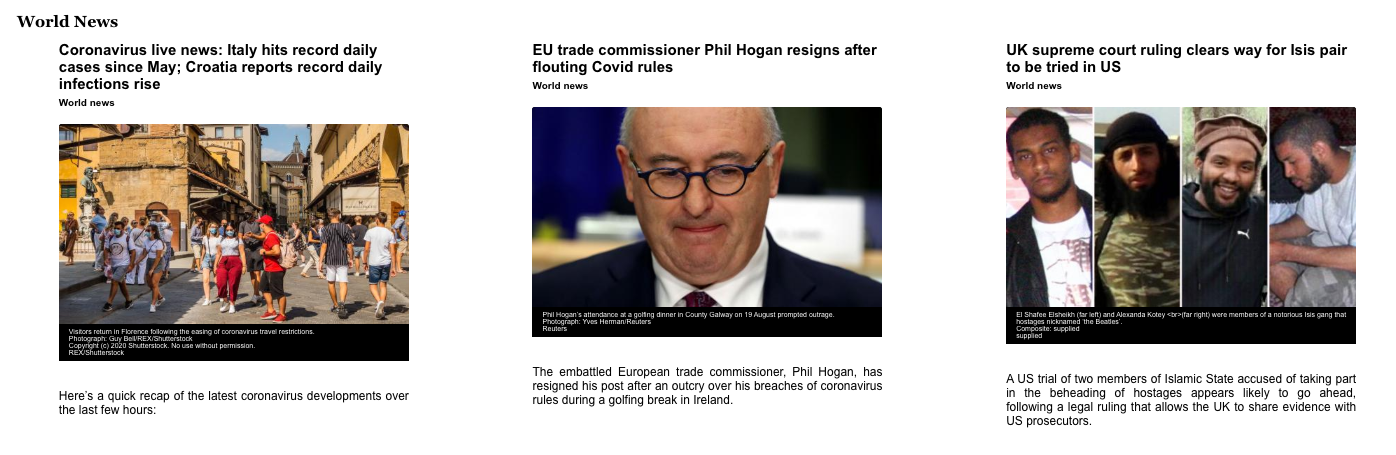 World News
Coronavirus live news: Italy hits record daily
cases since May; Croatia reports record daily
infections rise
World news
Visitors return in Florence following the easing of coronavirus travel restrictions.
Photograph: Guy Bell/REX/Shutterstock
Copyright (c) 2020 Shutterstock. No use without permission.
REX/Shutterstock
Here's a quick recap of the latest coronavirus developments over
the last few hours:
EU trade commissioner Phil Hogan resigns after
flouting Covid rules
World news
Phil Hogan's attendance at a golfing dinner in County Galway on 19 August prompted outrage.
Photograph: Yves Herman/Reuters
Reuters
The embattled European trade commissioner, Phil Hogan, has
resigned his post after an outcry over his breaches of coronavirus
rules during a golfing break in Ireland.
UK supreme court ruling clears way for Isis pair
to be tried in US
World news
El Shafee Elsheikh (far left) and Alexanda Kotey <br>(far right) were members of a notorious Isis gang that
hostages nicknamed 'the Beatles'.
Composite: supplied
supplied
A US trial of two members of Islamic State accused of taking part
in the beheading of hostages appears likely to go ahead,
following a legal ruling that allows the UK to share evidence with
US prosecutors.